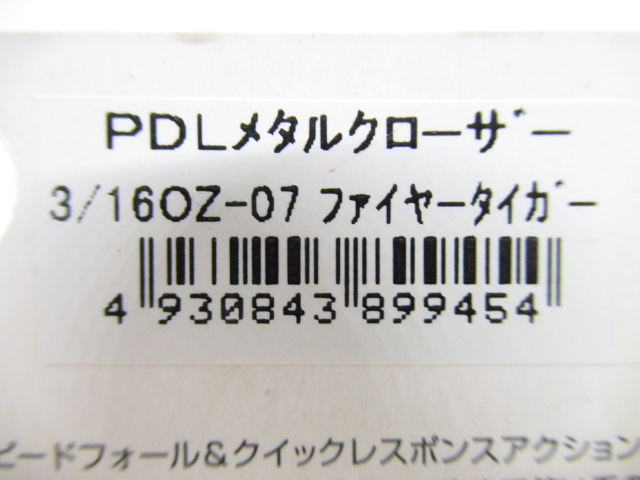 PDLメタルクローザー
3/16OZ-07 ファイヤータイガー
4 930843 899454
ピードフォール&クイックレスポンスアクション